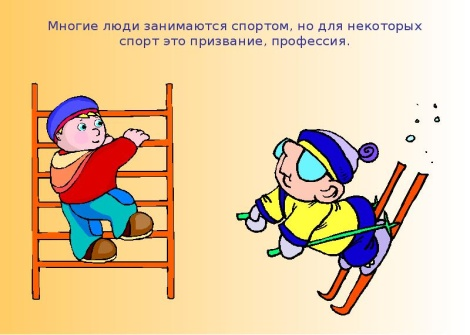 Многие люди занимаются спортом, но для некоторых
спорт это призвание, профессия.